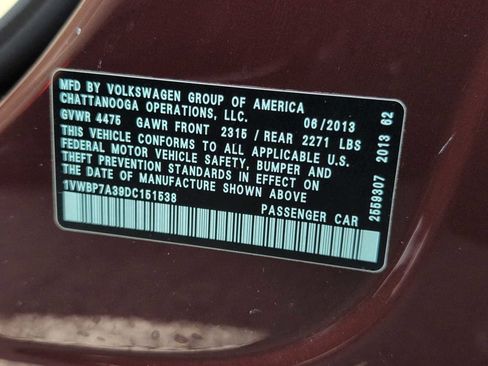 MFD BY VOLKSWAGEN GROUP OF AMERICA
CHATTANOOGA OPERATIONS, LLC. 06/2013
GVWR 4475 GAWR FRONT 2315 / REAR 2271 LBS
THIS VEHICLE CONFORMS TO ALL APPLICABLE U.S.
FEDERAL MOTOR VEHICLE SAFETY, BUMPER AND
THEFT PREVENTION STANDARDS IN EFFECT ON
THE DATE OF MANUFACTURE SHOWN ABOVE
1VWBP7A39DC151538 PASSENGER CAR
2559307 2013 62